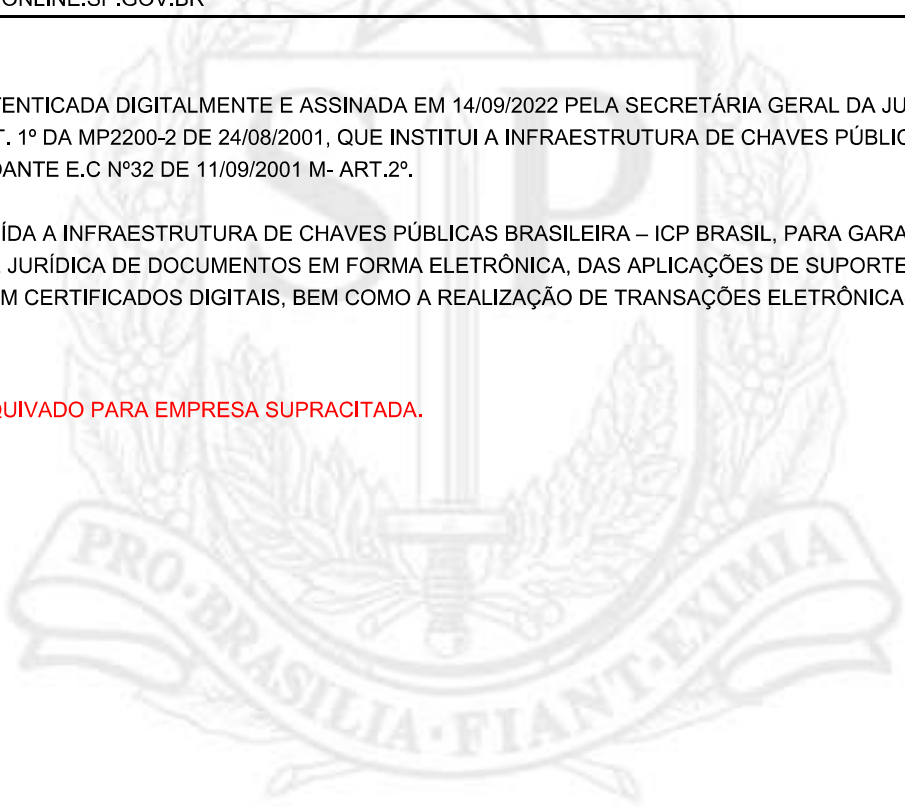 ONLINE.SP.GOV.BR
TENTICADA DIGITALMENTE E ASSINADA EM 14/09/2022 PELA SECRETÁRIA GERAL DA JU
T. 1º DA MP2200-2 DE 24/08/2001, QUE INSTITUI A INFRAESTRUTURA DE CHAVES PÚBLIC
DANTE E.C Nº32 DE 11/09/2001 M- ART.2º.
ÍDA A INFRAESTRUTURA DE CHAVES PÚBLICAS BRASILEIRA – ICP BRASIL, PARA GARA
JURÍDICA DE DOCUMENTOS EM FORMA ELETRÔNICA, DAS APLICAÇÕES DE SUPORTE
M CERTIFICADOS DIGITAIS, BEM COMO A REALIZAÇÃO DE TRANSAÇÕES ELETRÔNICA
QUIVADO PARA EMPRESA SUPRACITADA.
SP
PRO·BRASILIA·FIANT·EXIMIA